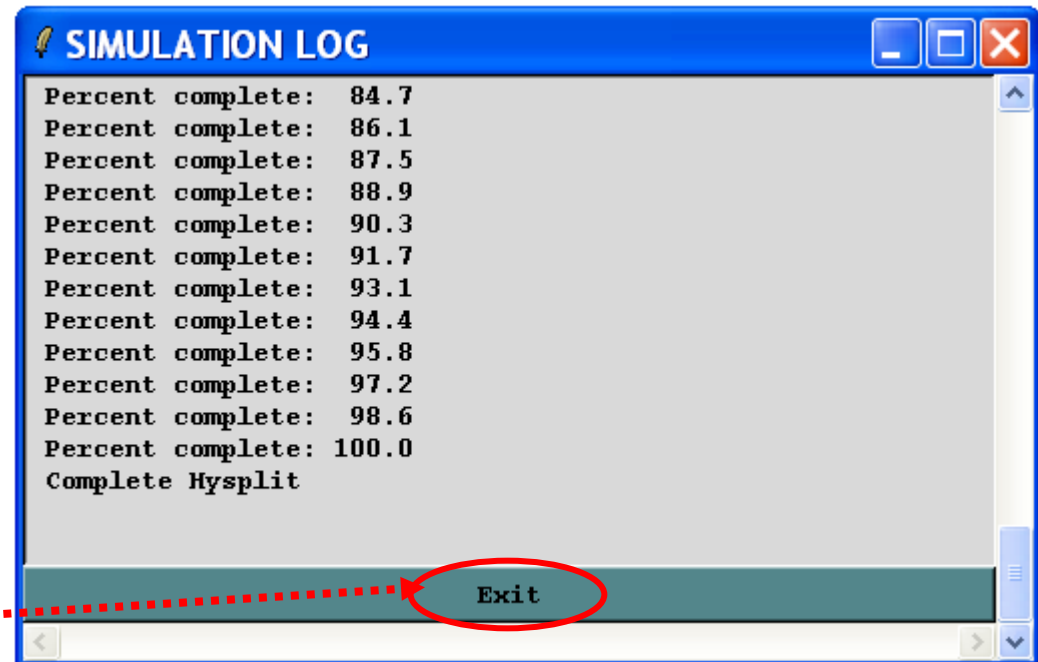 SIMULATION LOG
Percent complete:  84.7
Percent complete:  86.1
Percent complete:  87.5
Percent complete:  88.9
Percent complete:  90.3
Percent complete:  91.7
Percent complete:  93.1
Percent complete:  94.4
Percent complete:  95.8
Percent complete:  97.2
Percent complete:  98.6
Percent complete: 100.0
Complete Hysplit
Exit